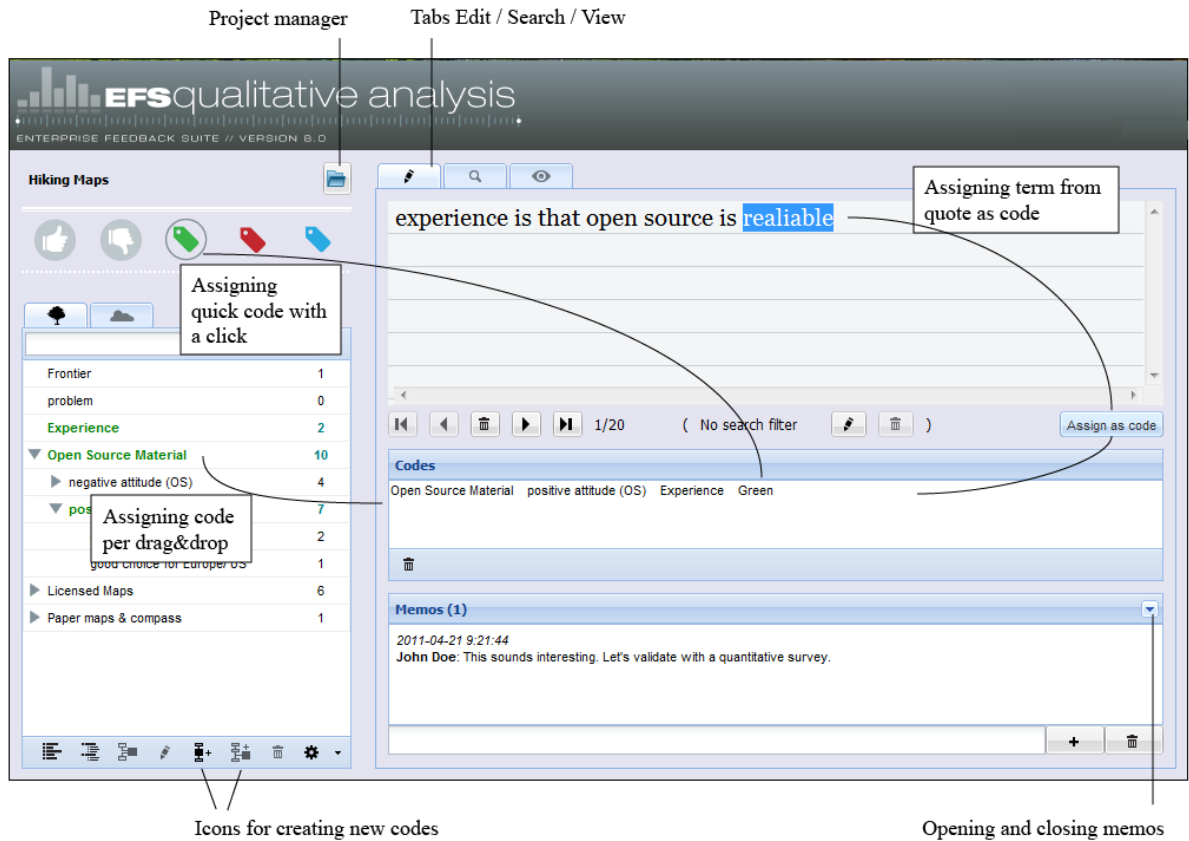 Project manager
Tabs Edit / Search / View
EFSqualitative analysis
ENTERPRISE FEEDBACK SUITE // VERSION 8.0
Hiking Maps
experience is that open source is realiable
Assigning term from
quote as code
Assigning
quick code with
a click
Frontier 1
problem 0
Experience 2
Open Source Material 10
negative attitude (OS) 4
pos 7
Assigning code
per drag&drop
2
good choice for Europe/ US 1
Licensed Maps 6
Paper maps & compass 1
1/20 ( No search filter )
Assign as code
Codes
Open Source Material positive attitude (OS) Experience Green
Memos (1)
2011-04-21 9:21:44
John Doe: This sounds interesting. Let's validate with a quantitative survey.
Icons for creating new codes
Opening and closing memos